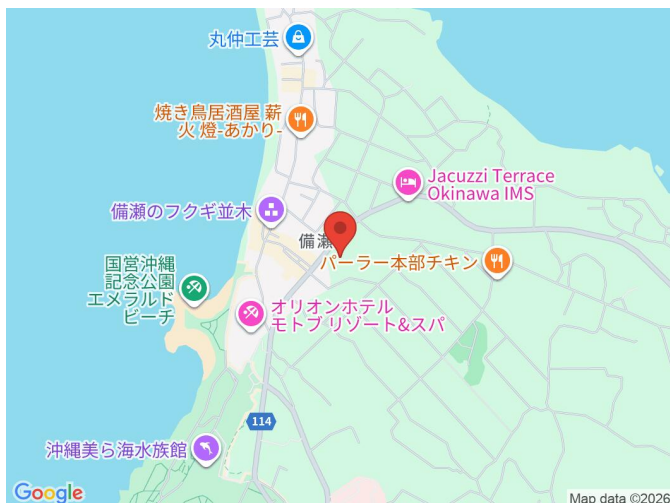 丸仲工芸
焼き鳥居酒屋 薪
火 燈-あかり-
Jacuzzi Terrace
Okinawa IMS
備瀬のフクギ並木
備瀬
パーラー本部チキン
国営沖縄
記念公園
エメラルド
ビーチ
オリオンホテル
モトブ リゾート&スパ
114
沖縄美ら海水族館
Google
Map data ©2026